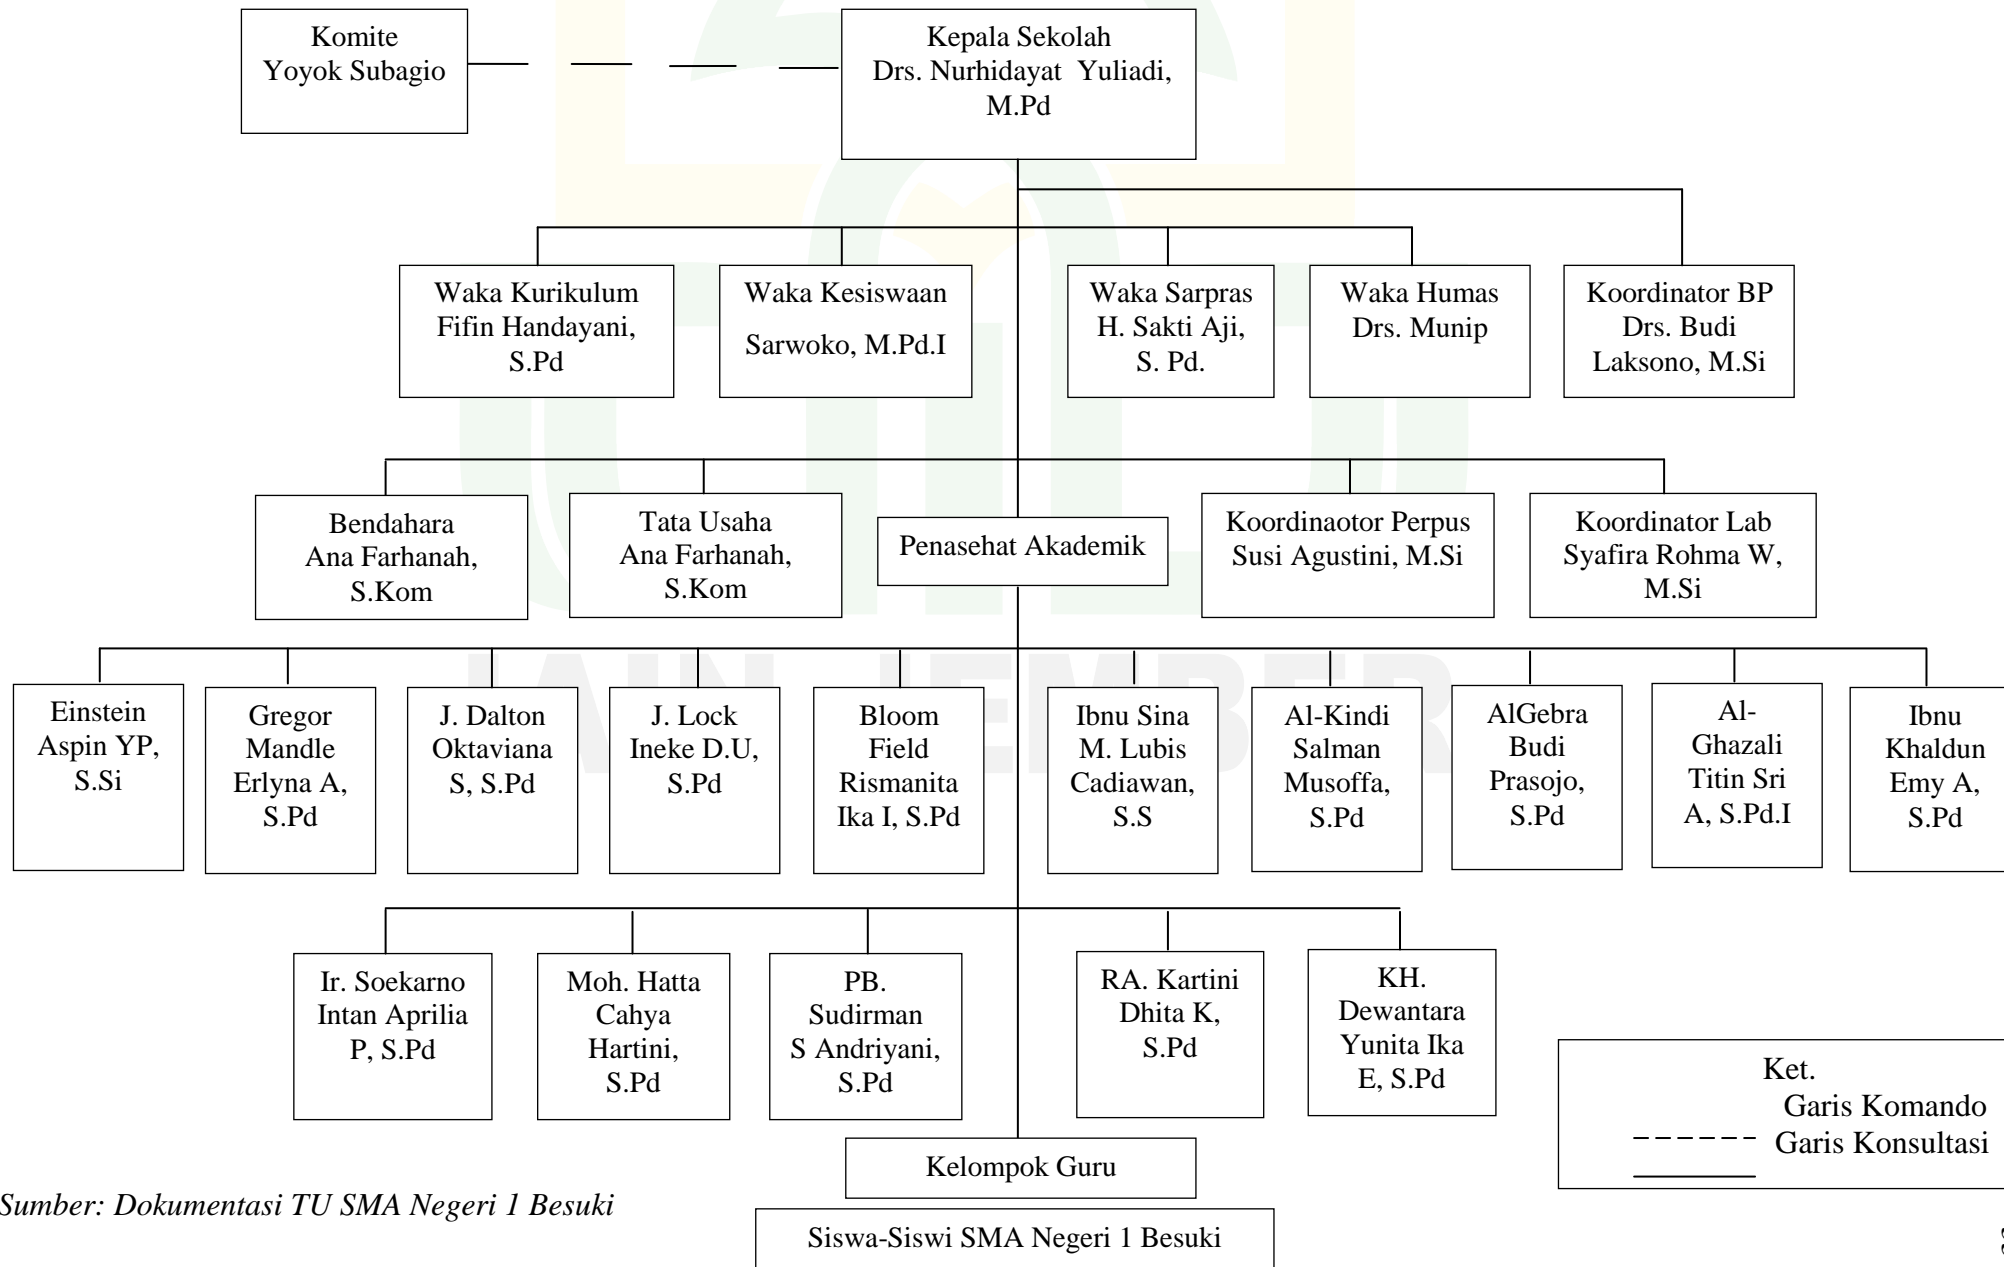 Komite
Yoyok Subagio
Kepala Sekolah
Drs. Nurhidayat Yuliadi,
M.Pd
Waka Kurikulum
Fifin Handayani,
S.Pd
Waka Kesiswaan
Sarwoko, M.Pd.I
Waka Sarpras
H. Sakti Aji,
S. Pd.
Waka Humas
Drs. Munip
Koordinator BP
Drs. Budi
Laksono, M.Si
Bendahara
Ana Farhanah,
S.Kom
Tata Usaha
Ana Farhanah,
S.Kom
Penasehat Akademik
Koordinaotor Perpus
Susi Agustini, M.Si
Koordinator Lab
Syafira Rohma W,
M.Si
IAIN JEMBER
Einstein
Aspin YP,
S.Si
Gregor
Mandle
Erlyna A,
S.Pd
J. Dalton
Oktaviana
S, S.Pd
J. Lock
Ineke D.U,
S.Pd
Bloom
Field
Rismanita
Ika I, S.Pd
Ibnu Sina
M. Lubis
Cadiawan,
S.S
Al-Kindi
Salman
Musoffa,
S.Pd
AlGebra
Budi
Prasojo,
S.Pd
Al-
Ghazali
Titin Sri
A, S.Pd.I
Ibnu
Khaldun
Emy A,
S.Pd
Ir. Soekarno
Intan Aprilia
P, S.Pd
Moh. Hatta
Cahya
Hartini,
S.Pd
PB.
Sudirman
S Andriyani,
S.Pd
RA. Kartini
Dhita K,
S.Pd
KH.
Dewantara
Yunita Ika
E, S.Pd
Ket.
Garis Komando
Garis Konsultasi
Kelompok Guru
Sumber: Dokumentasi TU SMA Negeri 1 Besuki
Siswa-Siswi SMA Negeri 1 Besuki